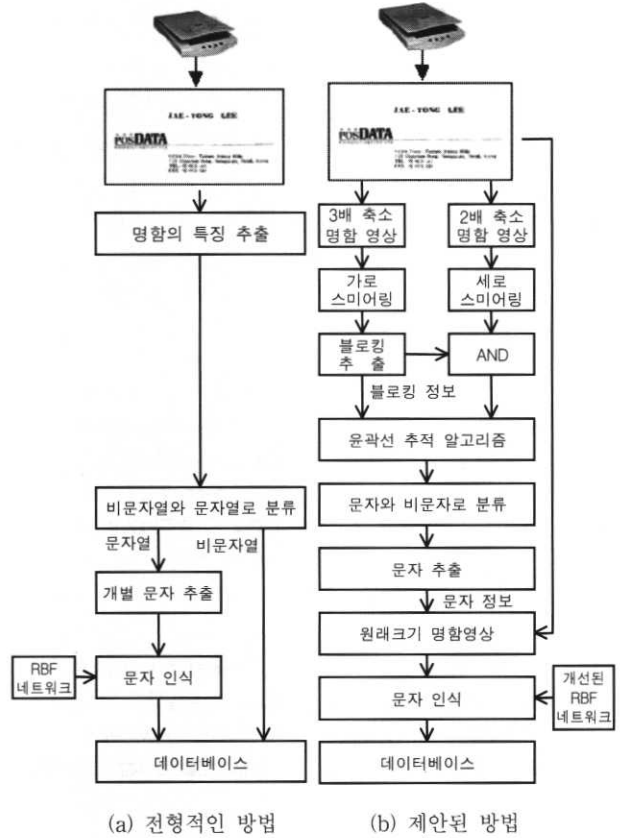 JAE-YONG LEE
POSDATA
명함의 특징 추출
비문자열와 문자열로 분류
문자열
비문자열
개별 문자 추출
RBF
네트워크
문자 인식
데이터베이스
(a) 전형적인 방법
JAE-YONG LEE
POSDATA
3배 축소
명함 영상
2배 축소
명함 영상
가로
스미어링
세로
스미어링
블로킹
추 출
AND
블로킹 정보
윤곽선 추적 알고리즘
문자와 비문자로 분류
문자 추출
문자 정보
원래크기 명함영상
문자 인식
개선된
RBF
네트워크
데이터베이스
(b) 제안된 방법